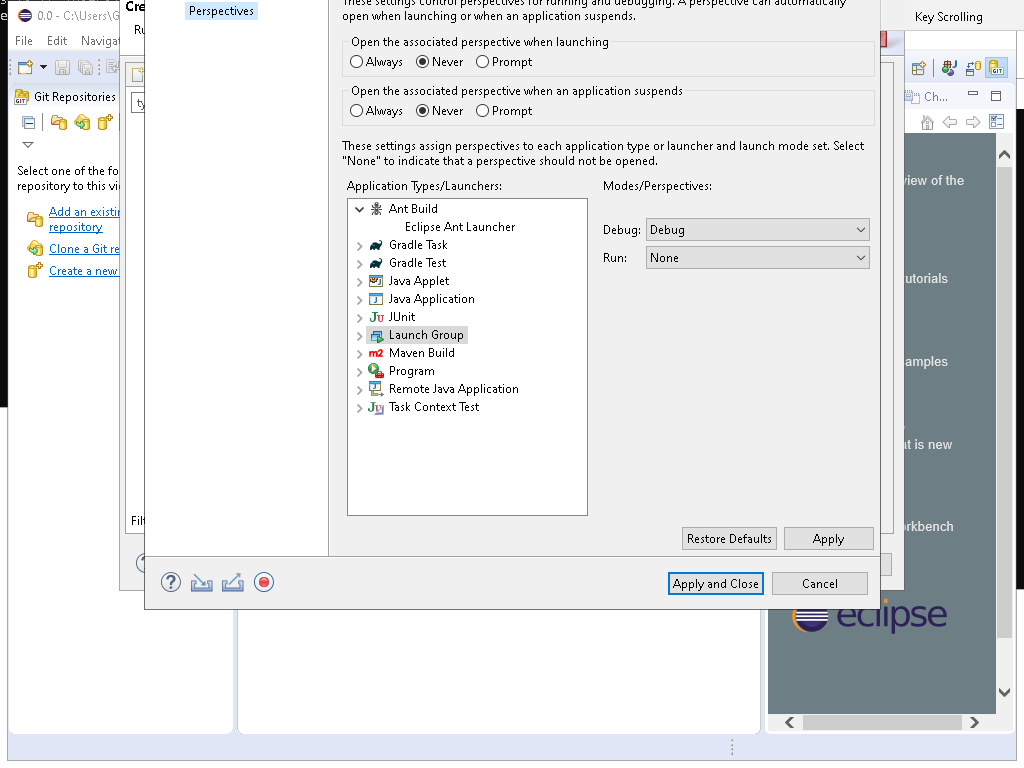 Perspectives
These settings control perspectives for running and debugging. A perspective can automatically
open when launching or when an application suspends.
Key Scrolling
0.0 - C:\Users\G
Cre
File Edit Naviga
Ru
Open the associated perspective when launching
Always Never Prompt
Git Repositories
Ch...
Open the associated perspective when an application suspends
Always Never Prompt
ty
These settings assign perspectives to each application type or launcher and launch mode set. Select
"None" to indicate that a perspective should not be opened.
Select one of the fo
repository to this vi
view of the
Application Types/Launchers:
Modes/Perspectives:
Add an existin
repository
Clone a Git re
Create a new
Ant Build
Eclipse Ant Launcher
Gradle Task
Gradle Test
Java Applet
Java Application
JUnit
Launch Group
Maven Build
Program
Remote Java Application
Task Context Test
Debug: Debug
Run: None
utorials
amples
at is new
orkbench
Filt
Restore Defaults
Apply
Apply and Close
Cancel
eclipse